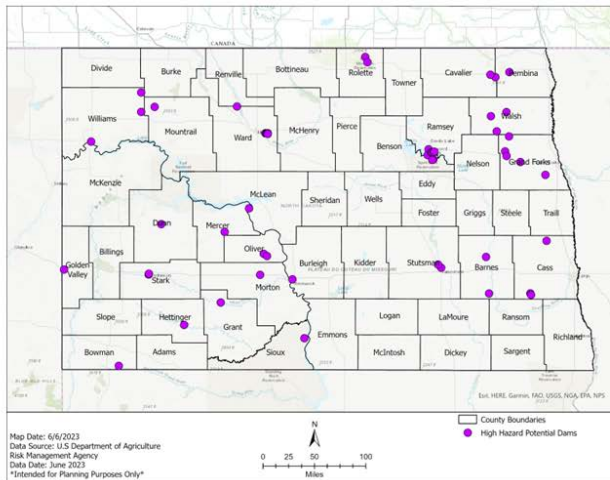 CANADA
Divide
Burke
Renville
Bottineau
Rolette
Towner
Cavalier
Pembina
Williams
Mountrail
Ward
McHenry
Pierce
Benson
Ramsey
Walsh
Nelson
Grand Forks
McKenzie
McLean
Sheridan
Wells
Eddy
Foster
Griggs
Steele
Traill
NORTH DAKOTA
Dunn
Mercer
Billings
Golden
Valley
Oliver
Burleigh
Kidder
Stutsman
Barnes
Cass
Stark
Morton
Slope
Hettinger
Grant
Emmons
Logan
LaMoure
Ransom
Richland
Bowman
Adams
Sioux
McIntosh
Dickey
Sargent
Esri, HERE, Garmin, FAO, USGS, NGA, EPA, NPS
Map Date: 6/6/2023
Data Source: U.S Department of Agriculture
Risk Management Agency
Data Date: June 2023
*Intended for Planning Purposes Only*
N
0 25 50 100
Miles
County Boundaries
High Hazard Potential Dams